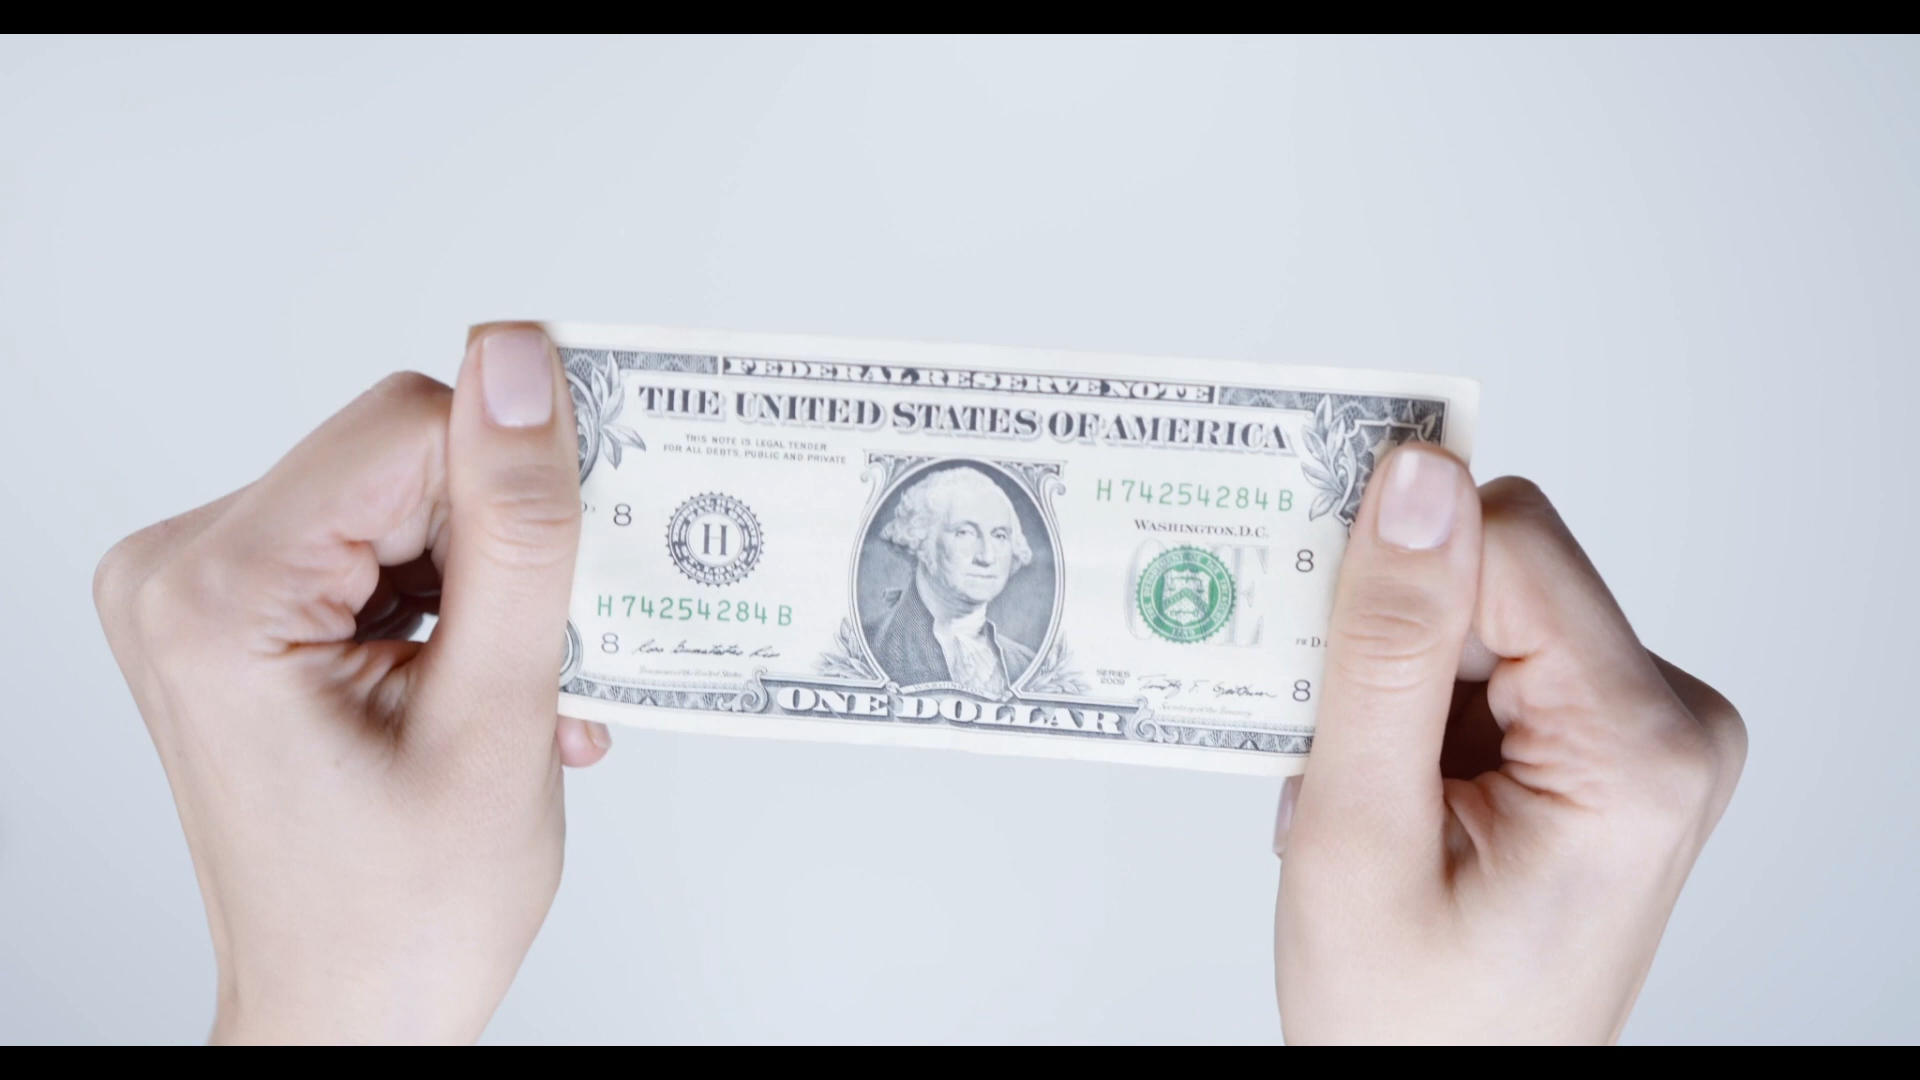 FEDERAL RESERVE NOTE
THE UNITED STATES OF AMERICA
THIS NOTE IS LEGAL TENDER
FOR ALL DEBTS, PUBLIC AND PRIVATE
H 74254284 B
WASHINGTON, D.C.
8
H
8
H 74254284 B
8
SERIES
2009
8
ONE DOLLAR